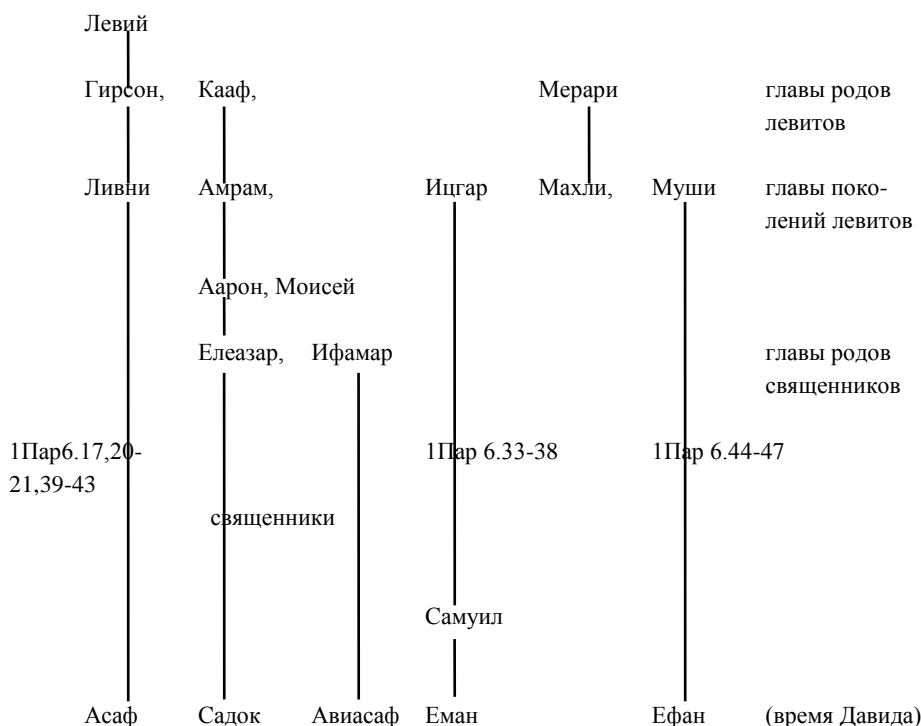 Левий
Гирсон, Кааф, Мерари главы родов
левитов
Ливни Амрам, Ицгар Махли, Муши главы поко-
лений левитов
Аарон, Моисей
Елеазар, Ифамар главы родов
священников
1Пар6.17,20- 1Пар 6.33-38 1Пар 6.44-47
21,39-43
священники
Самуил
Асаф Садок Авиасаф Еман Ефан (время Давида)